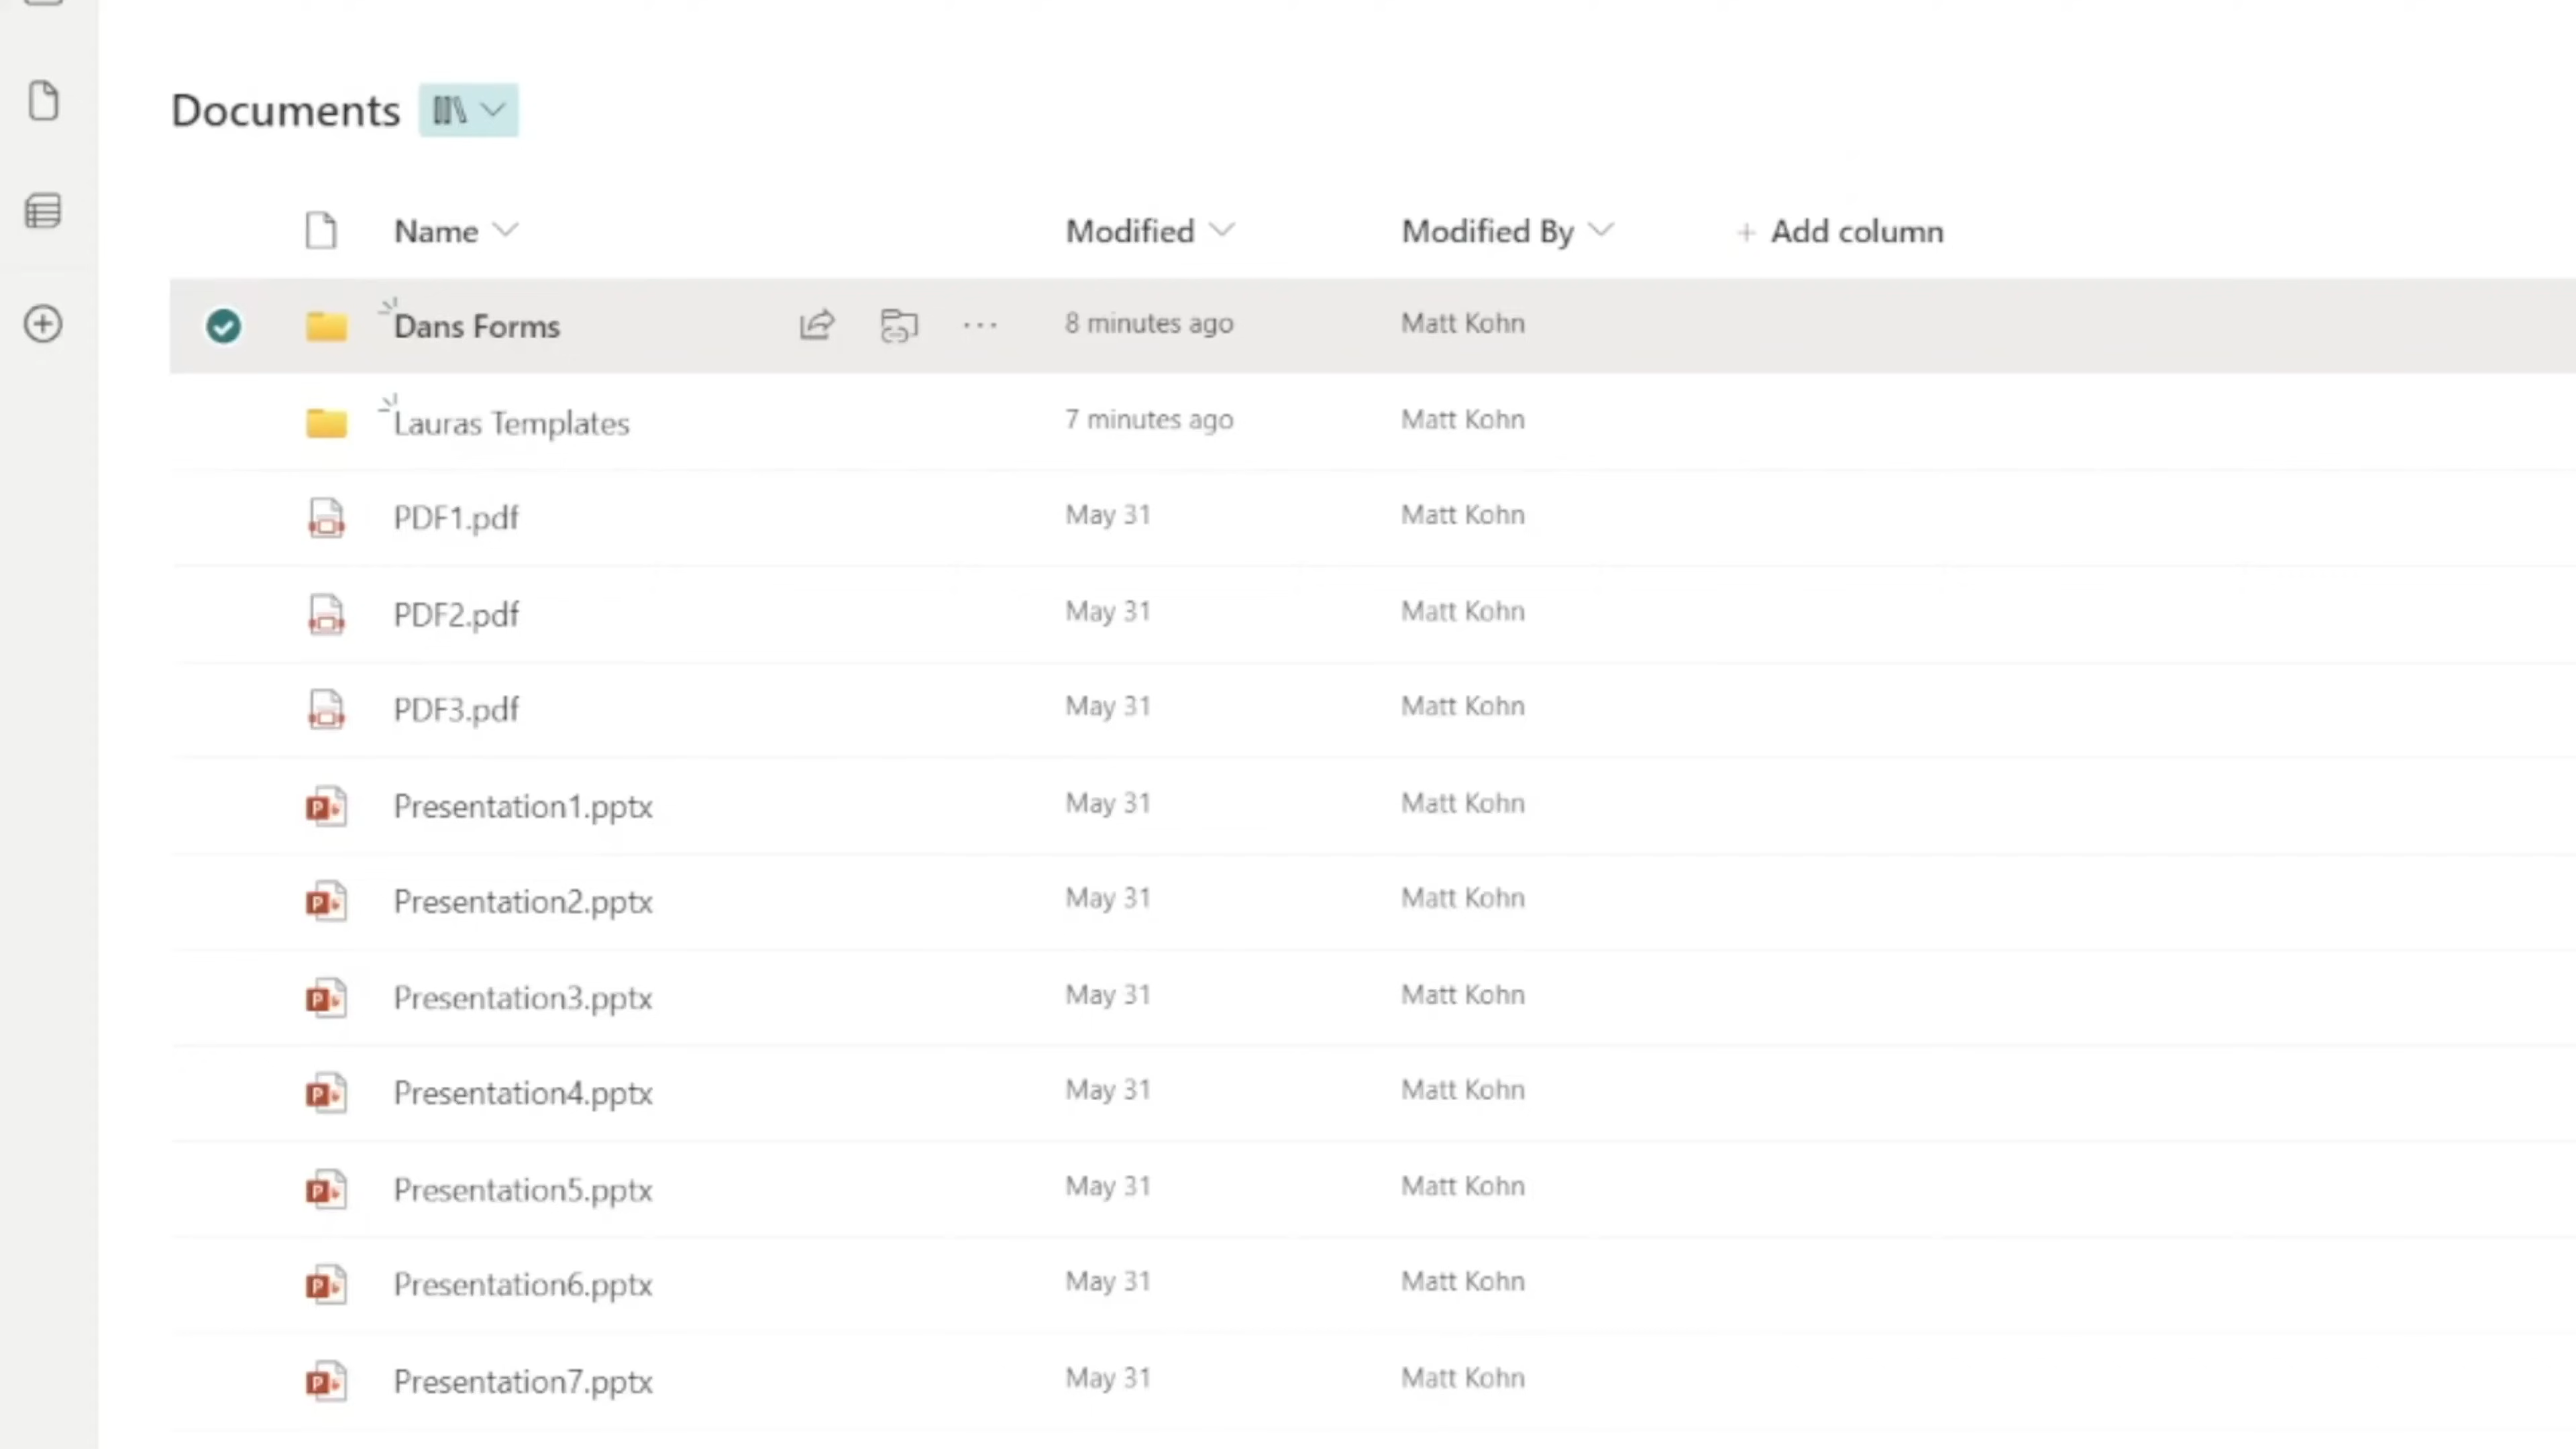 Documents
Name Modified Modified By + Add column
Dans Forms ... 8 minutes ago Matt Kohn
Lauras Templates 7 minutes ago Matt Kohn
PDF1.pdf May 31 Matt Kohn
PDF2.pdf May 31 Matt Kohn
PDF3.pdf May 31 Matt Kohn
Presentation1.pptx May 31 Matt Kohn
Presentation2.pptx May 31 Matt Kohn
Presentation3.pptx May 31 Matt Kohn
Presentation4.pptx May 31 Matt Kohn
Presentation5.pptx May 31 Matt Kohn
Presentation6.pptx May 31 Matt Kohn
Presentation7.pptx May 31 Matt Kohn